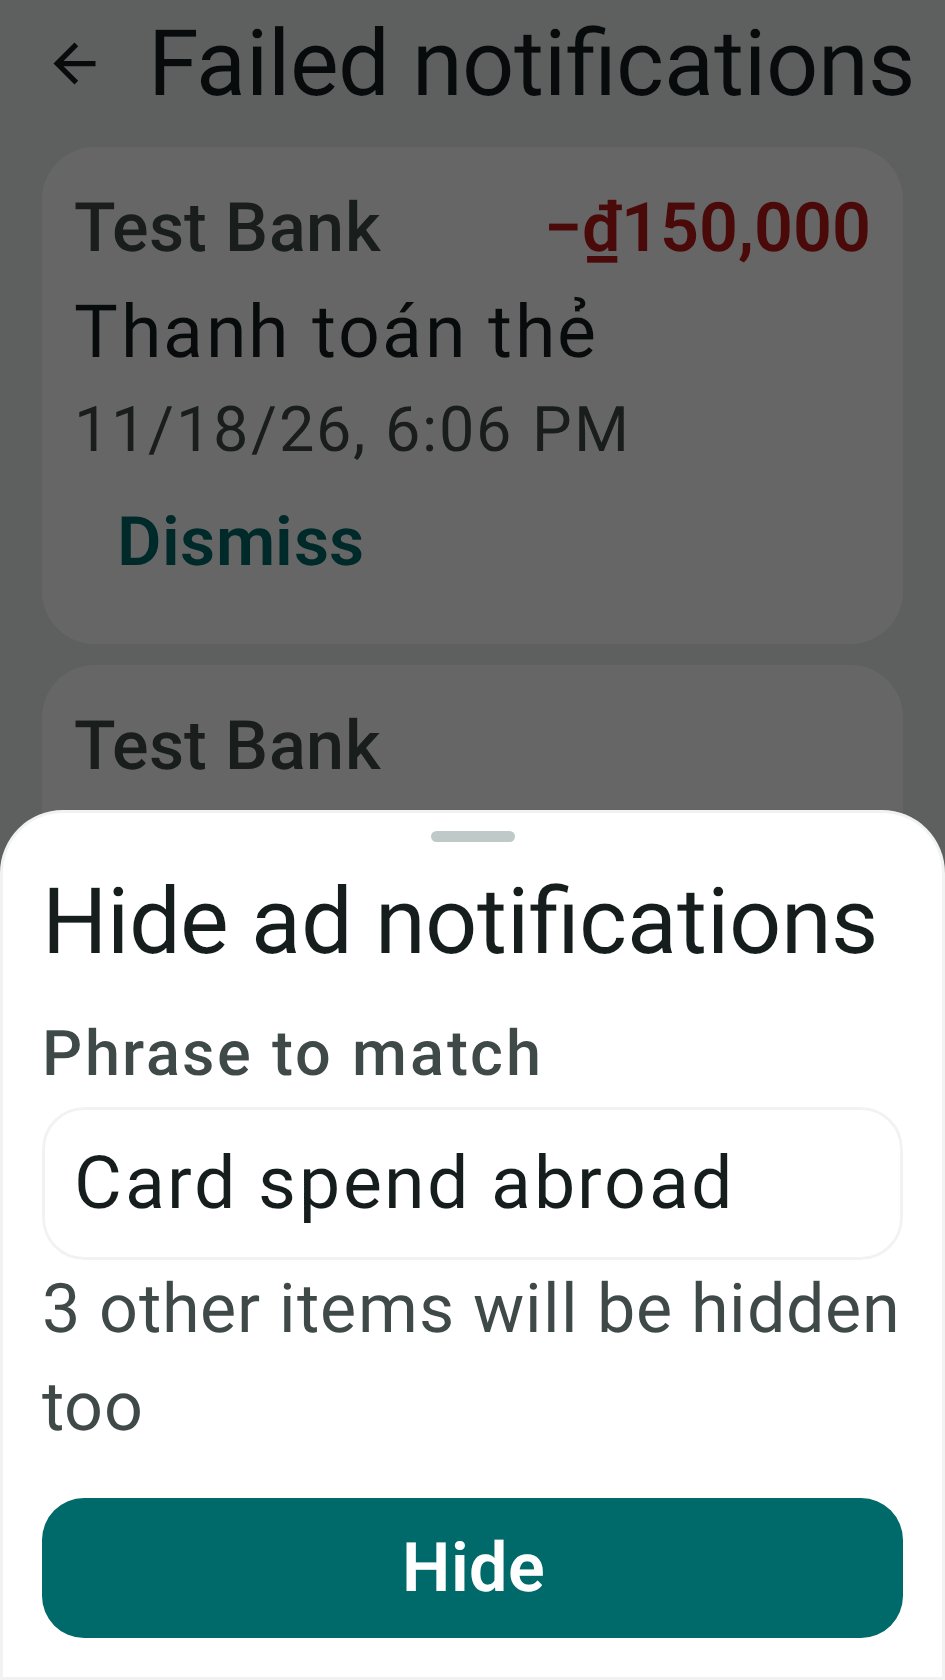 Failed notifications
Test Bank −₫150,000
Thanh toán thẻ
11/18/26, 6:06 PM
Dismiss
Test Bank
Hide ad notifications
Phrase to match
Card spend abroad
3 other items will be hidden
too
Hide